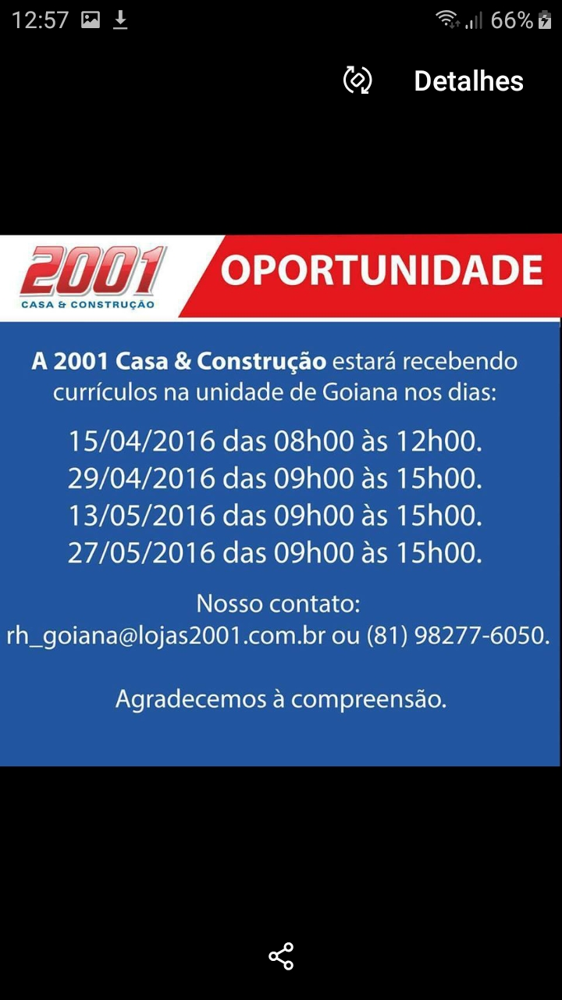 12:57 66%
Detalhes
2001
CASA & CONSTRUÇÃO
OPORTUNIDADE
A 2001 Casa & Construção estará recebendo
currículos na unidade de Goiana nos dias:
15/04/2016 das 08h00 às 12h00.
29/04/2016 das 09h00 às 15h00.
13/05/2016 das 09h00 às 15h00.
27/05/2016 das 09h00 às 15h00.
Nosso contato:
rh_goiana@lojas2001.com.br ou (81) 98277-6050.
Agradecemos à compreensão.